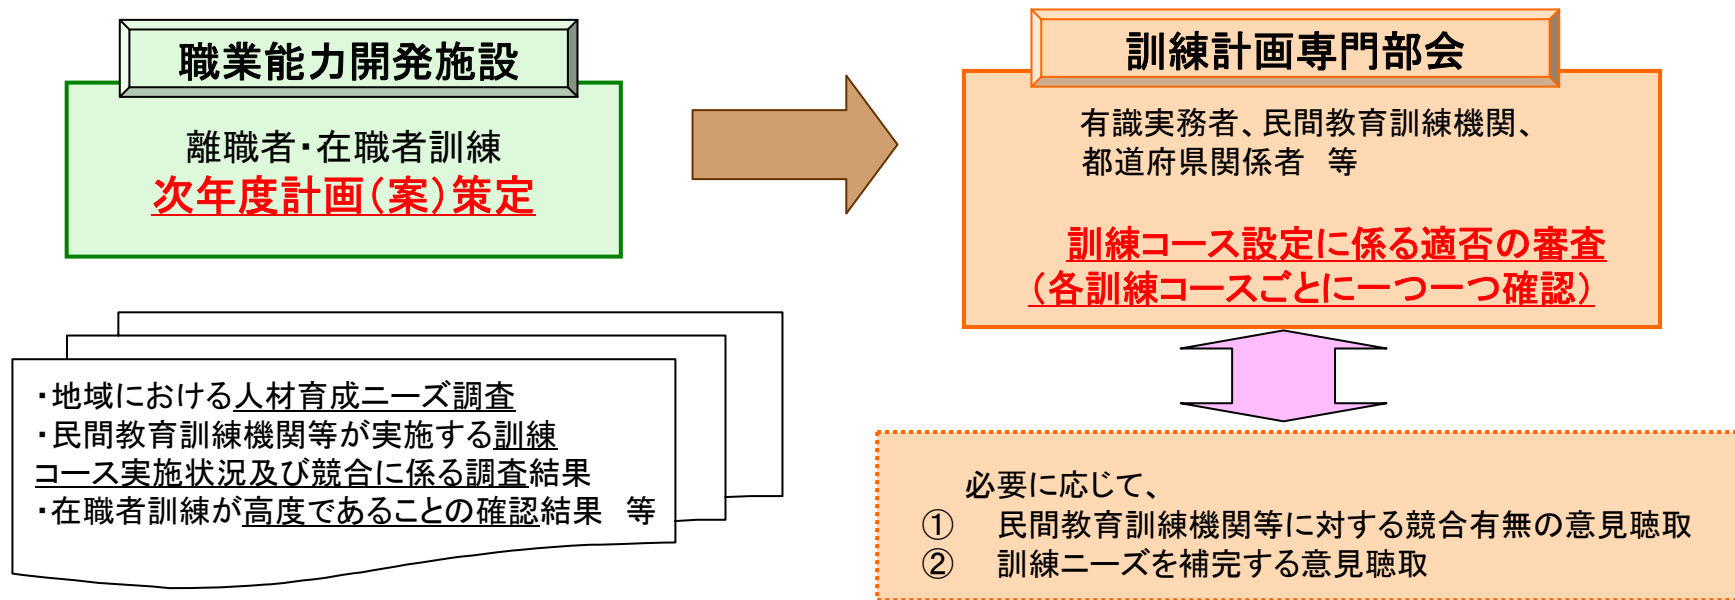 職業能力開発施設
離職者・在職者訓練
次年度計画（案）策定
・地域における人材育成ニーズ調査
・民間教育訓練機関等が実施する訓練
コース実施状況及び競合に係る調査結果
・在職者訓練が高度であることの確認結果　等
訓練計画専門部会
有識実務者、民間教育訓練機関、
都道府県関係者　等
訓練コース設定に係る適否の審査
（各訓練コースごとに一つ一つ確認）
必要に応じて、
①　民間教育訓練機関等に対する競合有無の意見聴取
②　訓練ニーズを補完する意見聴取